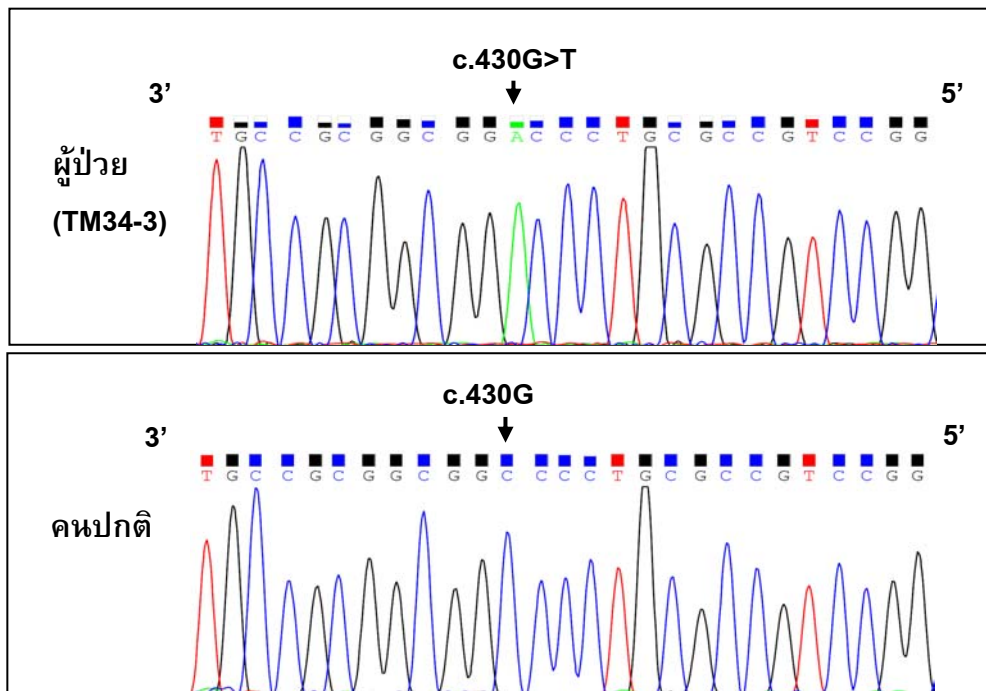 c.430G>T
3’ 5’
T G C C G C G G C G G A C C C T G C G C C G T C C G G
ผู้ป่วย
(TM34-3)
c.430G
3’ 5’
T G C C G C G G C G G C C C C T G C G C C G T C C G G
คนปกติ